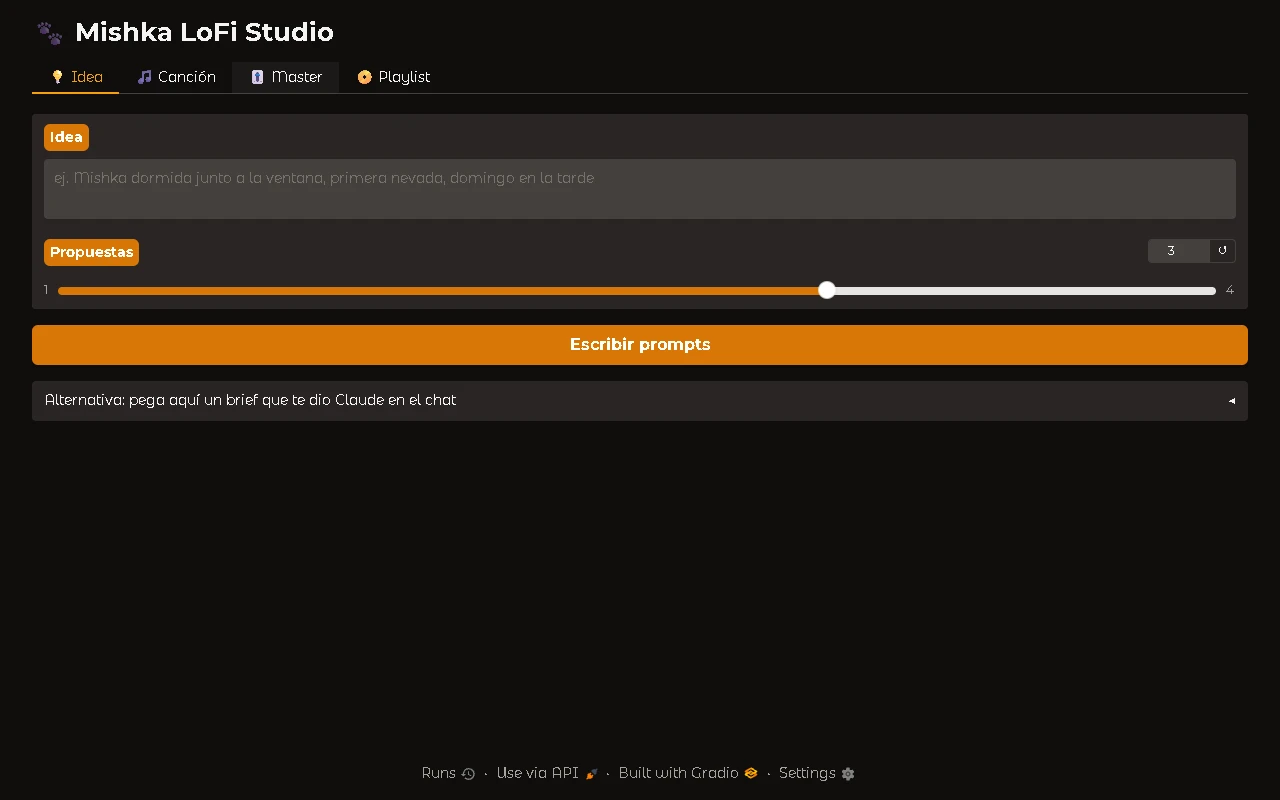 Mishka LoFi Studio
Idea Canción Master Playlist
Idea
ej. Mishka dormida junto a la ventana, primera nevada, domingo en la tarde
Propuestas
3
1
4
Escribir prompts
Alternativa: pega aquí un brief que te dio Claude en el chat
Runs · Use via API · Built with Gradio · Settings